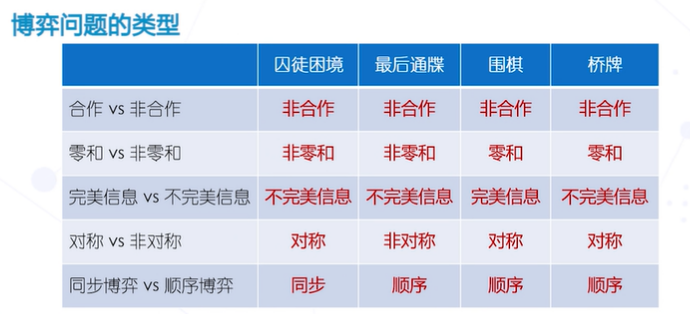 博弈问题的类型
囚徒困境 最后通牒 围棋 桥牌
合作 vs 非合作 非合作 非合作 非合作 非合作
零和 vs 非零和 非零和 非零和 零和 零和
完美信息 vs 不完美信息 不完美信息 不完美信息 完美信息 不完美信息
对称 vs 非对称 对称 非对称 对称 对称
同步博弈 vs 顺序博弈 同步 顺序 顺序 顺序